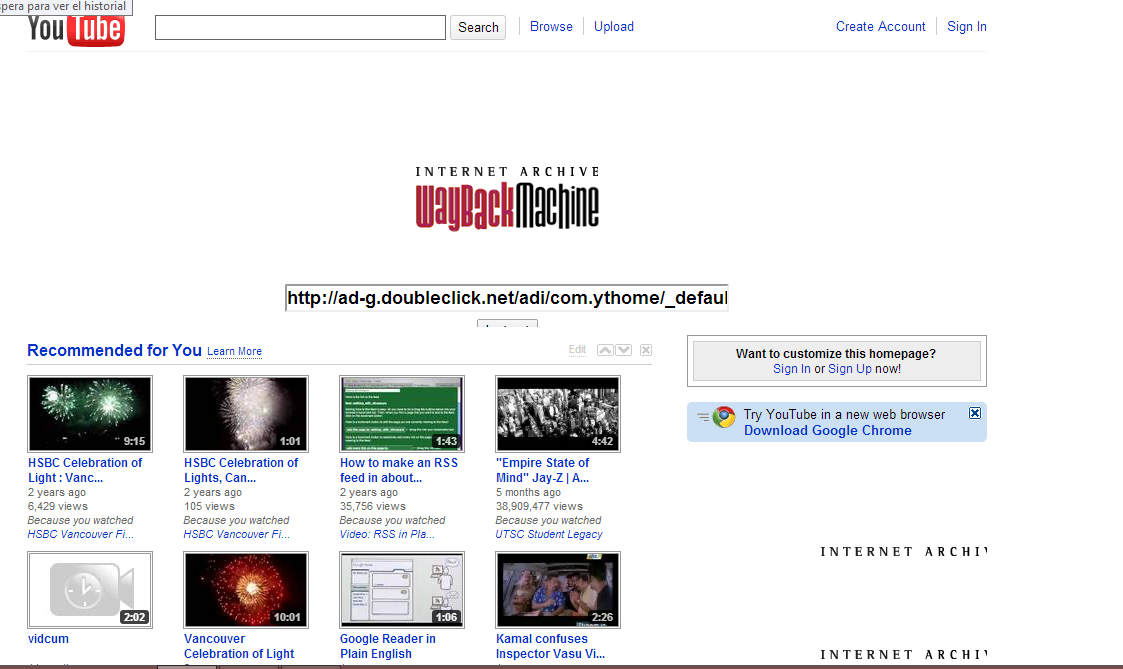 spera para ver el historial
YouTube
Search
Browse
Upload
Create Account
Sign In
INTERNET ARCHIVE
WayBackMachine
http://ad-g.doubleclick.net/adi/com.ythome/_defaul
Recommended for You Learn More
Edit
Want to customize this homepage?
Sign In or Sign Up now!
Try YouTube in a new web browser
Download Google Chrome
9:15
1:01
1:43
4:42
HSBC Celebration of
Light : Vanc...
2 years ago
6,429 views
Because you watched
HSBC Vancouver Fi...
HSBC Celebration of
Lights, Can...
2 years ago
105 views
Because you watched
HSBC Vancouver Fi...
How to make an RSS
feed in about...
2 years ago
35,756 views
Because you watched
Video: RSS in Pla...
"Empire State of
Mind" Jay-Z | A...
5 months ago
38,909,477 views
Because you watched
UTSC Student Legacy
INTERNET ARCHIV
2:02
10:01
1:06
2:26
vidcum
Vancouver
Celebration of Light
Google Reader in
Plain English
Kamal confuses
Inspector Vasu Vi...
INTERNET ARCHIV